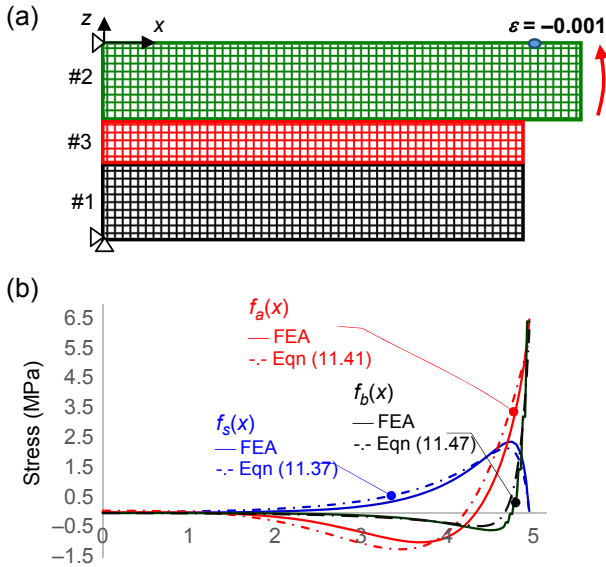 (a)
z
x
ε = –0.001
#2
#3
#1
(b)
Stress (MPa)
6.5
5.5
4.5
3.5
2.5
1.5
0.5
–0.5
–1.5
fa(x)
— FEA
-.- Eqn (11.41)
fb(x)
— FEA
-.- Eqn (11.47)
fs(x)
— FEA
-.- Eqn (11.37)
0 1 2 3 4 5